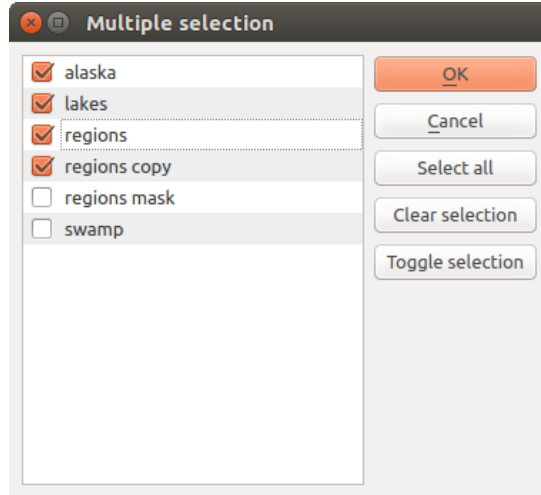 Multiple selection
alaska
lakes
regions
regions copy
regions mask
swamp
OK
Cancel
Select all
Clear selection
Toggle selection